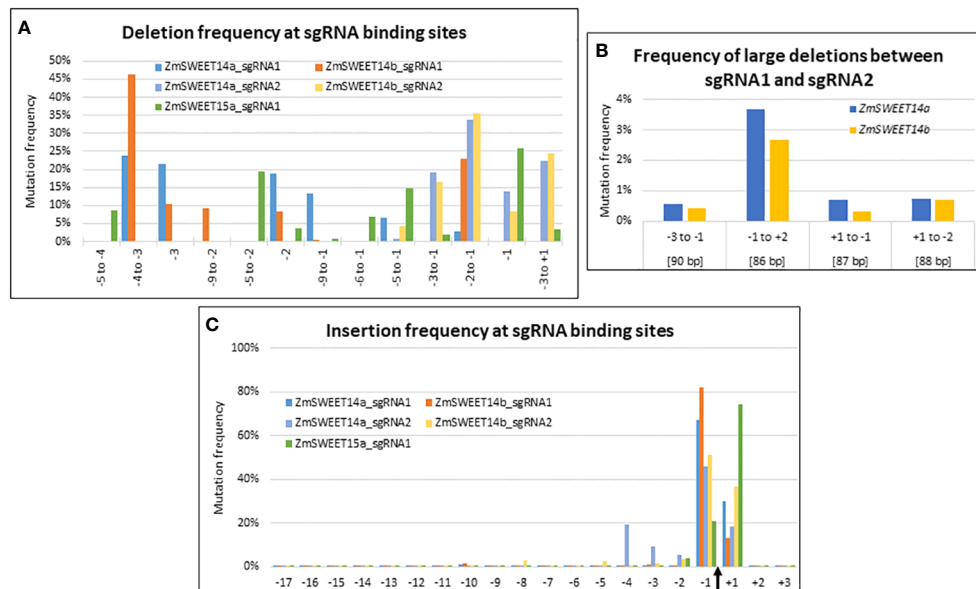 A
Deletion frequency at sgRNA binding sites
ZmSWEET14a_sgRNA1
ZmSWEET14b_sgRNA1
ZmSWEET14a_sgRNA2
ZmSWEET14b_sgRNA2
ZmSWEET15a_sgRNA1
Mutation frequency
50%
45%
40%
35%
30%
25%
20%
15%
10%
5%
0%
-5 to -4
-4 to -3
-3
-9 to -2
-5 to -2
-2
-9 to -1
-6 to -1
-5 to -1
-3 to -1
-2 to -1
-1
-3 to +1
B
Frequency of large deletions between
sgRNA1 and sgRNA2
ZmSWEET14a
ZmSWEET14b
Mutation frequency
4%
3%
2%
1%
0%
-3 to -1
-1 to +2
+1 to -1
+1 to -2
[90 bp]
[86 bp]
[87 bp]
[88 bp]
C
Insertion frequency at sgRNA binding sites
ZmSWEET14a_sgRNA1
ZmSWEET14b_sgRNA1
ZmSWEET14a_sgRNA2
ZmSWEET14b_sgRNA2
ZmSWEET15a_sgRNA1
Mutation frequency
100%
80%
60%
40%
20%
0%
-17 -16 -15 -14 -13 -12 -11 -10 -9 -8 -7 -6 -5 -4 -3 -2 -1 +1 +2 +3